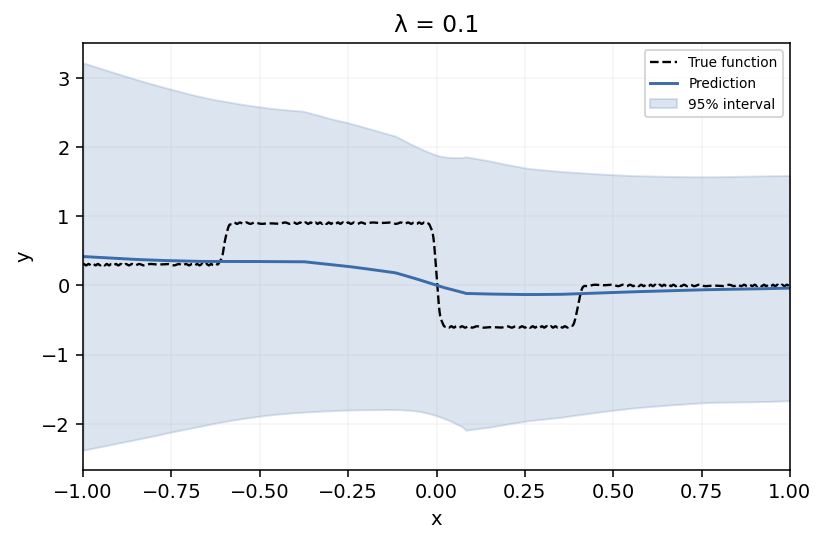 λ = 0.1
True function
Prediction
95% interval
y
3
2
1
0
−1
−2
−1.00 −0.75 −0.50 −0.25 0.00 0.25 0.50 0.75 1.00
x